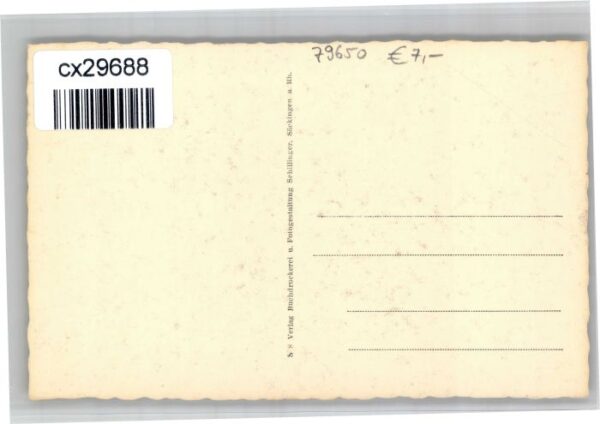 cx29688
79650 € 7,-
S 8 Verlag Buchdruckerei u. Fotogestaltung Schillinger, Säckingen a. Rh.